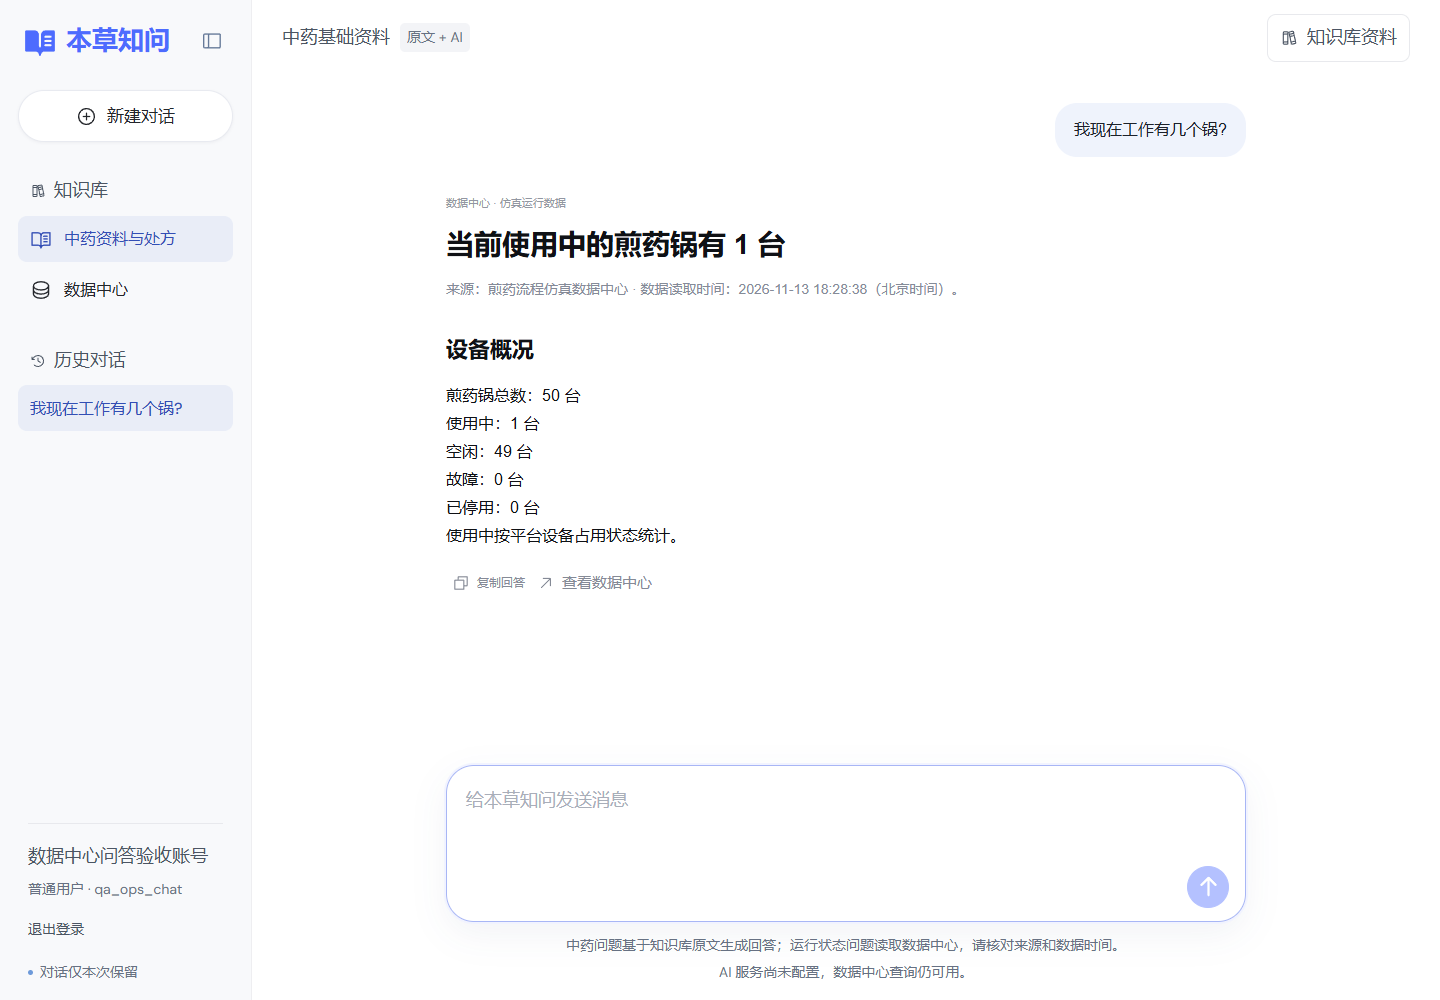 本草知问
新建对话
知识库
中药资料与处方
数据中心
历史对话
我现在工作有几个锅?
数据中心问答验收账号
普通用户 · qa_ops_chat
退出登录
对话仅本次保留
中药基础资料
原文 + AI
知识库资料
我现在工作有几个锅?
数据中心 · 仿真运行数据
当前使用中的煎药锅有 1 台
来源：煎药流程仿真数据中心 · 数据读取时间：2026-11-13 18:28:38（北京时间）。
设备概况
煎药锅总数：50 台
使用中：1 台
空闲：49 台
故障：0 台
已停用：0 台
使用中按平台设备占用状态统计。
复制回答
查看数据中心
给本草知问发送消息
中药问题基于知识库原文生成回答；运行状态问题读取数据中心，请核对来源和数据时间。
AI 服务尚未配置，数据中心查询仍可用。